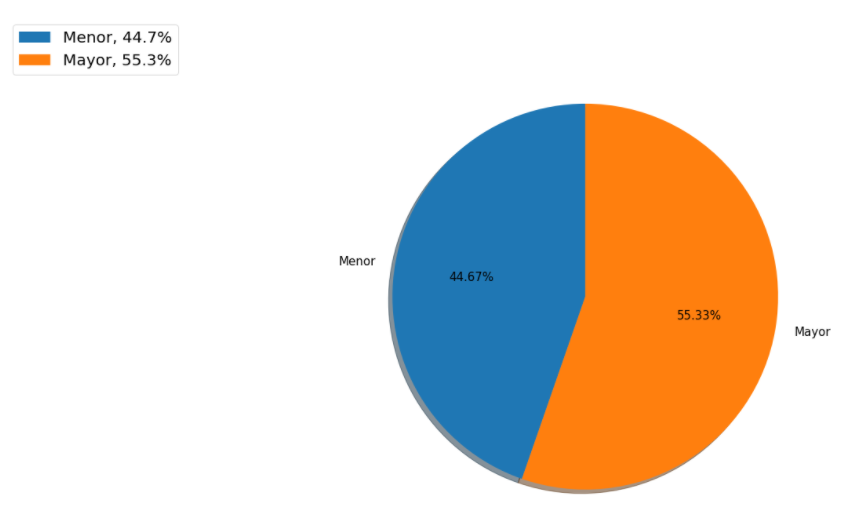 Menor, 44.7%
Mayor, 55.3%
Menor
44.67%
55.33%
Mayor